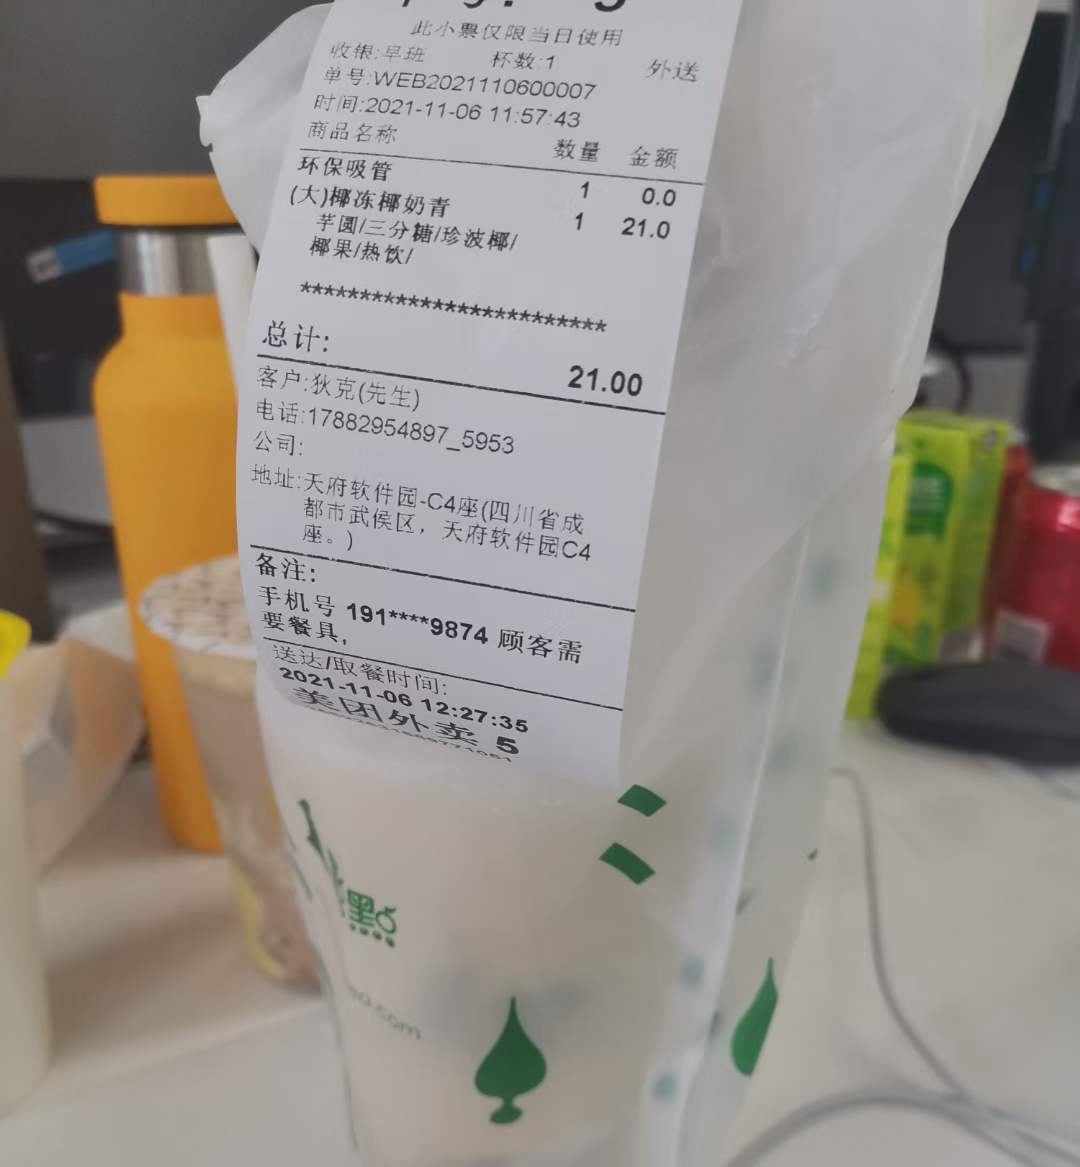 此小票仅限当日使用
收银:早班 杯数:1 外送
单号:WEB2021110600007
时间:2021-11-06 11:57:43
商品名称 数量 金额
环保吸管 1 0.0
(大)椰冻椰奶青 1 21.0
芋圆/三分糖/珍波椰/
椰果/热饮/
**************************
总计: 21.00
客户:狄克(先生)
电话:17882954897_5953
公司:
地址:天府软件园-C4座(四川省成
都市武侯区，天府软件园C4
座。)
备注:
手机号 191****9874 顾客需
要餐具,
送达/取餐时间:
2021-11-06 12:27:35
美团外卖 5
點
.com